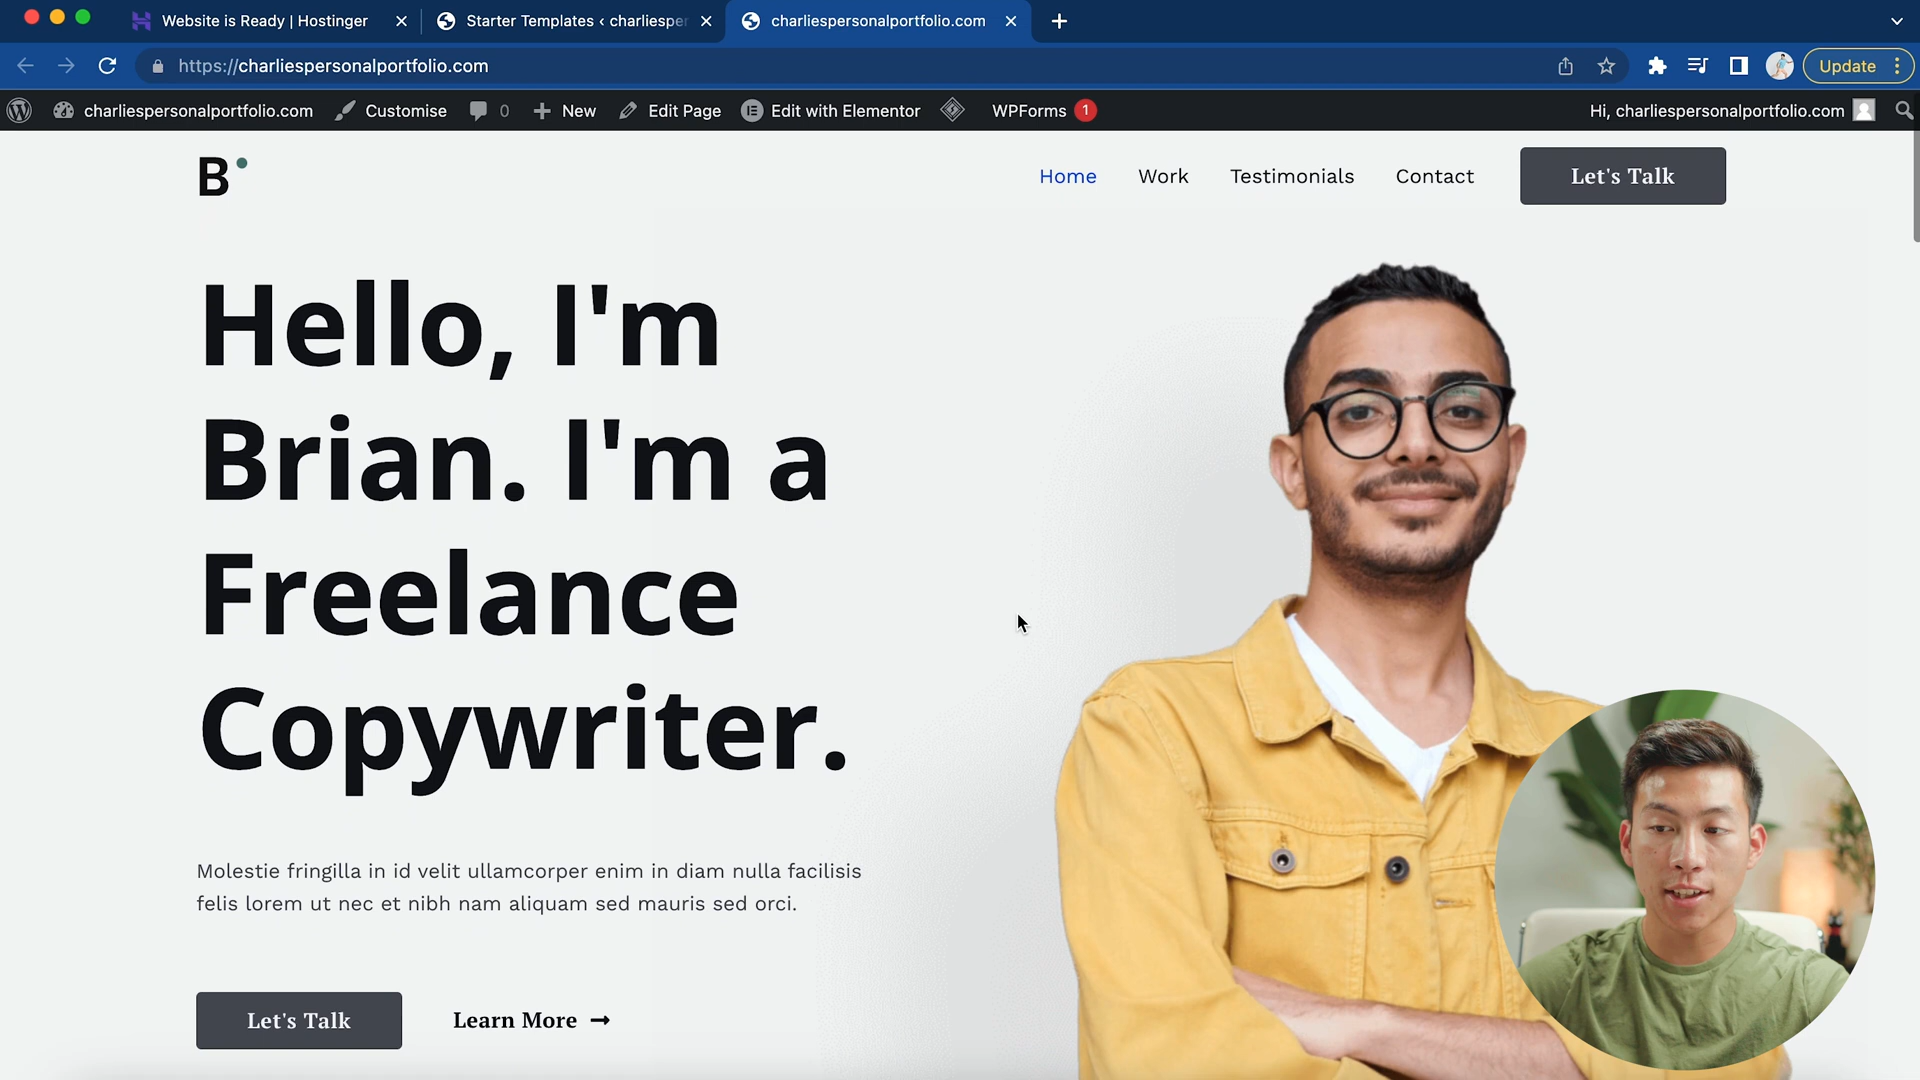 Website is Ready | Hostinger
Starter Templates ‹ charliesper
charliespersonalportfolio.com
https://charliespersonalportfolio.com
Update
charliespersonalportfolio.com
Customise
0
New
Edit Page
Edit with Elementor
WPForms 1
Hi, charliespersonalportfolio.com
B
Home
Work
Testimonials
Contact
Let's Talk
Hello, I'm
Brian. I'm a
Freelance
Copywriter.
Molestie fringilla in id velit ullamcorper enim in diam nulla facilisis
felis lorem ut nec et nibh nam aliquam sed mauris sed orci.
Let's Talk
Learn More →